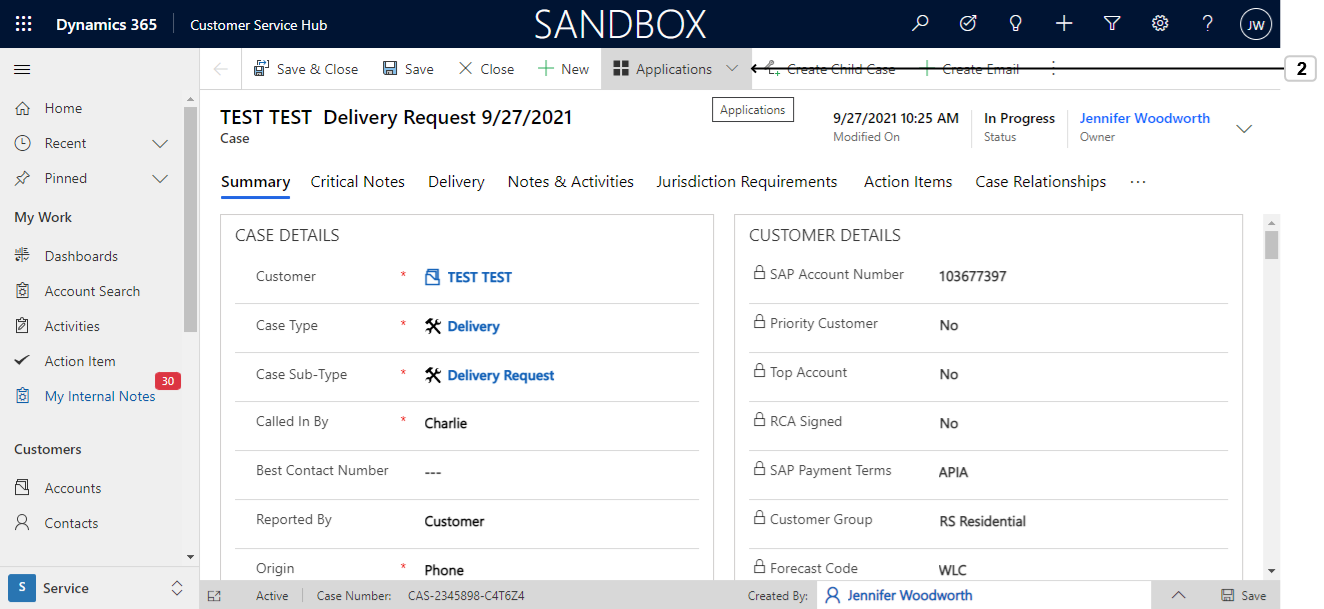 Dynamics 365 Customer Service Hub SANDBOX JW
Save & Close Save Close New Applications Create Child Case Create Email 2
Applications
TEST TEST Delivery Request 9/27/2021
Case
9/27/2021 10:25 AM
Modified On
In Progress
Status
Jennifer Woodworth
Owner
Home
Recent
Pinned
My Work
Dashboards
Account Search
Activities
Action Item
30
My Internal Notes
Customers
Accounts
Contacts
S Service
Summary Critical Notes Delivery Notes & Activities Jurisdiction Requirements Action Items Case Relationships ...
CASE DETAILS
Customer * TEST TEST
Case Type * Delivery
Case Sub-Type * Delivery Request
Called In By * Charlie
Best Contact Number ---
Reported By Customer
Origin * Phone
CUSTOMER DETAILS
SAP Account Number 103677397
Priority Customer No
Top Account No
RCA Signed No
SAP Payment Terms APIA
Customer Group RS Residential
Forecast Code WLC
Active Case Number: CAS-2345898-C4T6Z4 Created By: Jennifer Woodworth Save